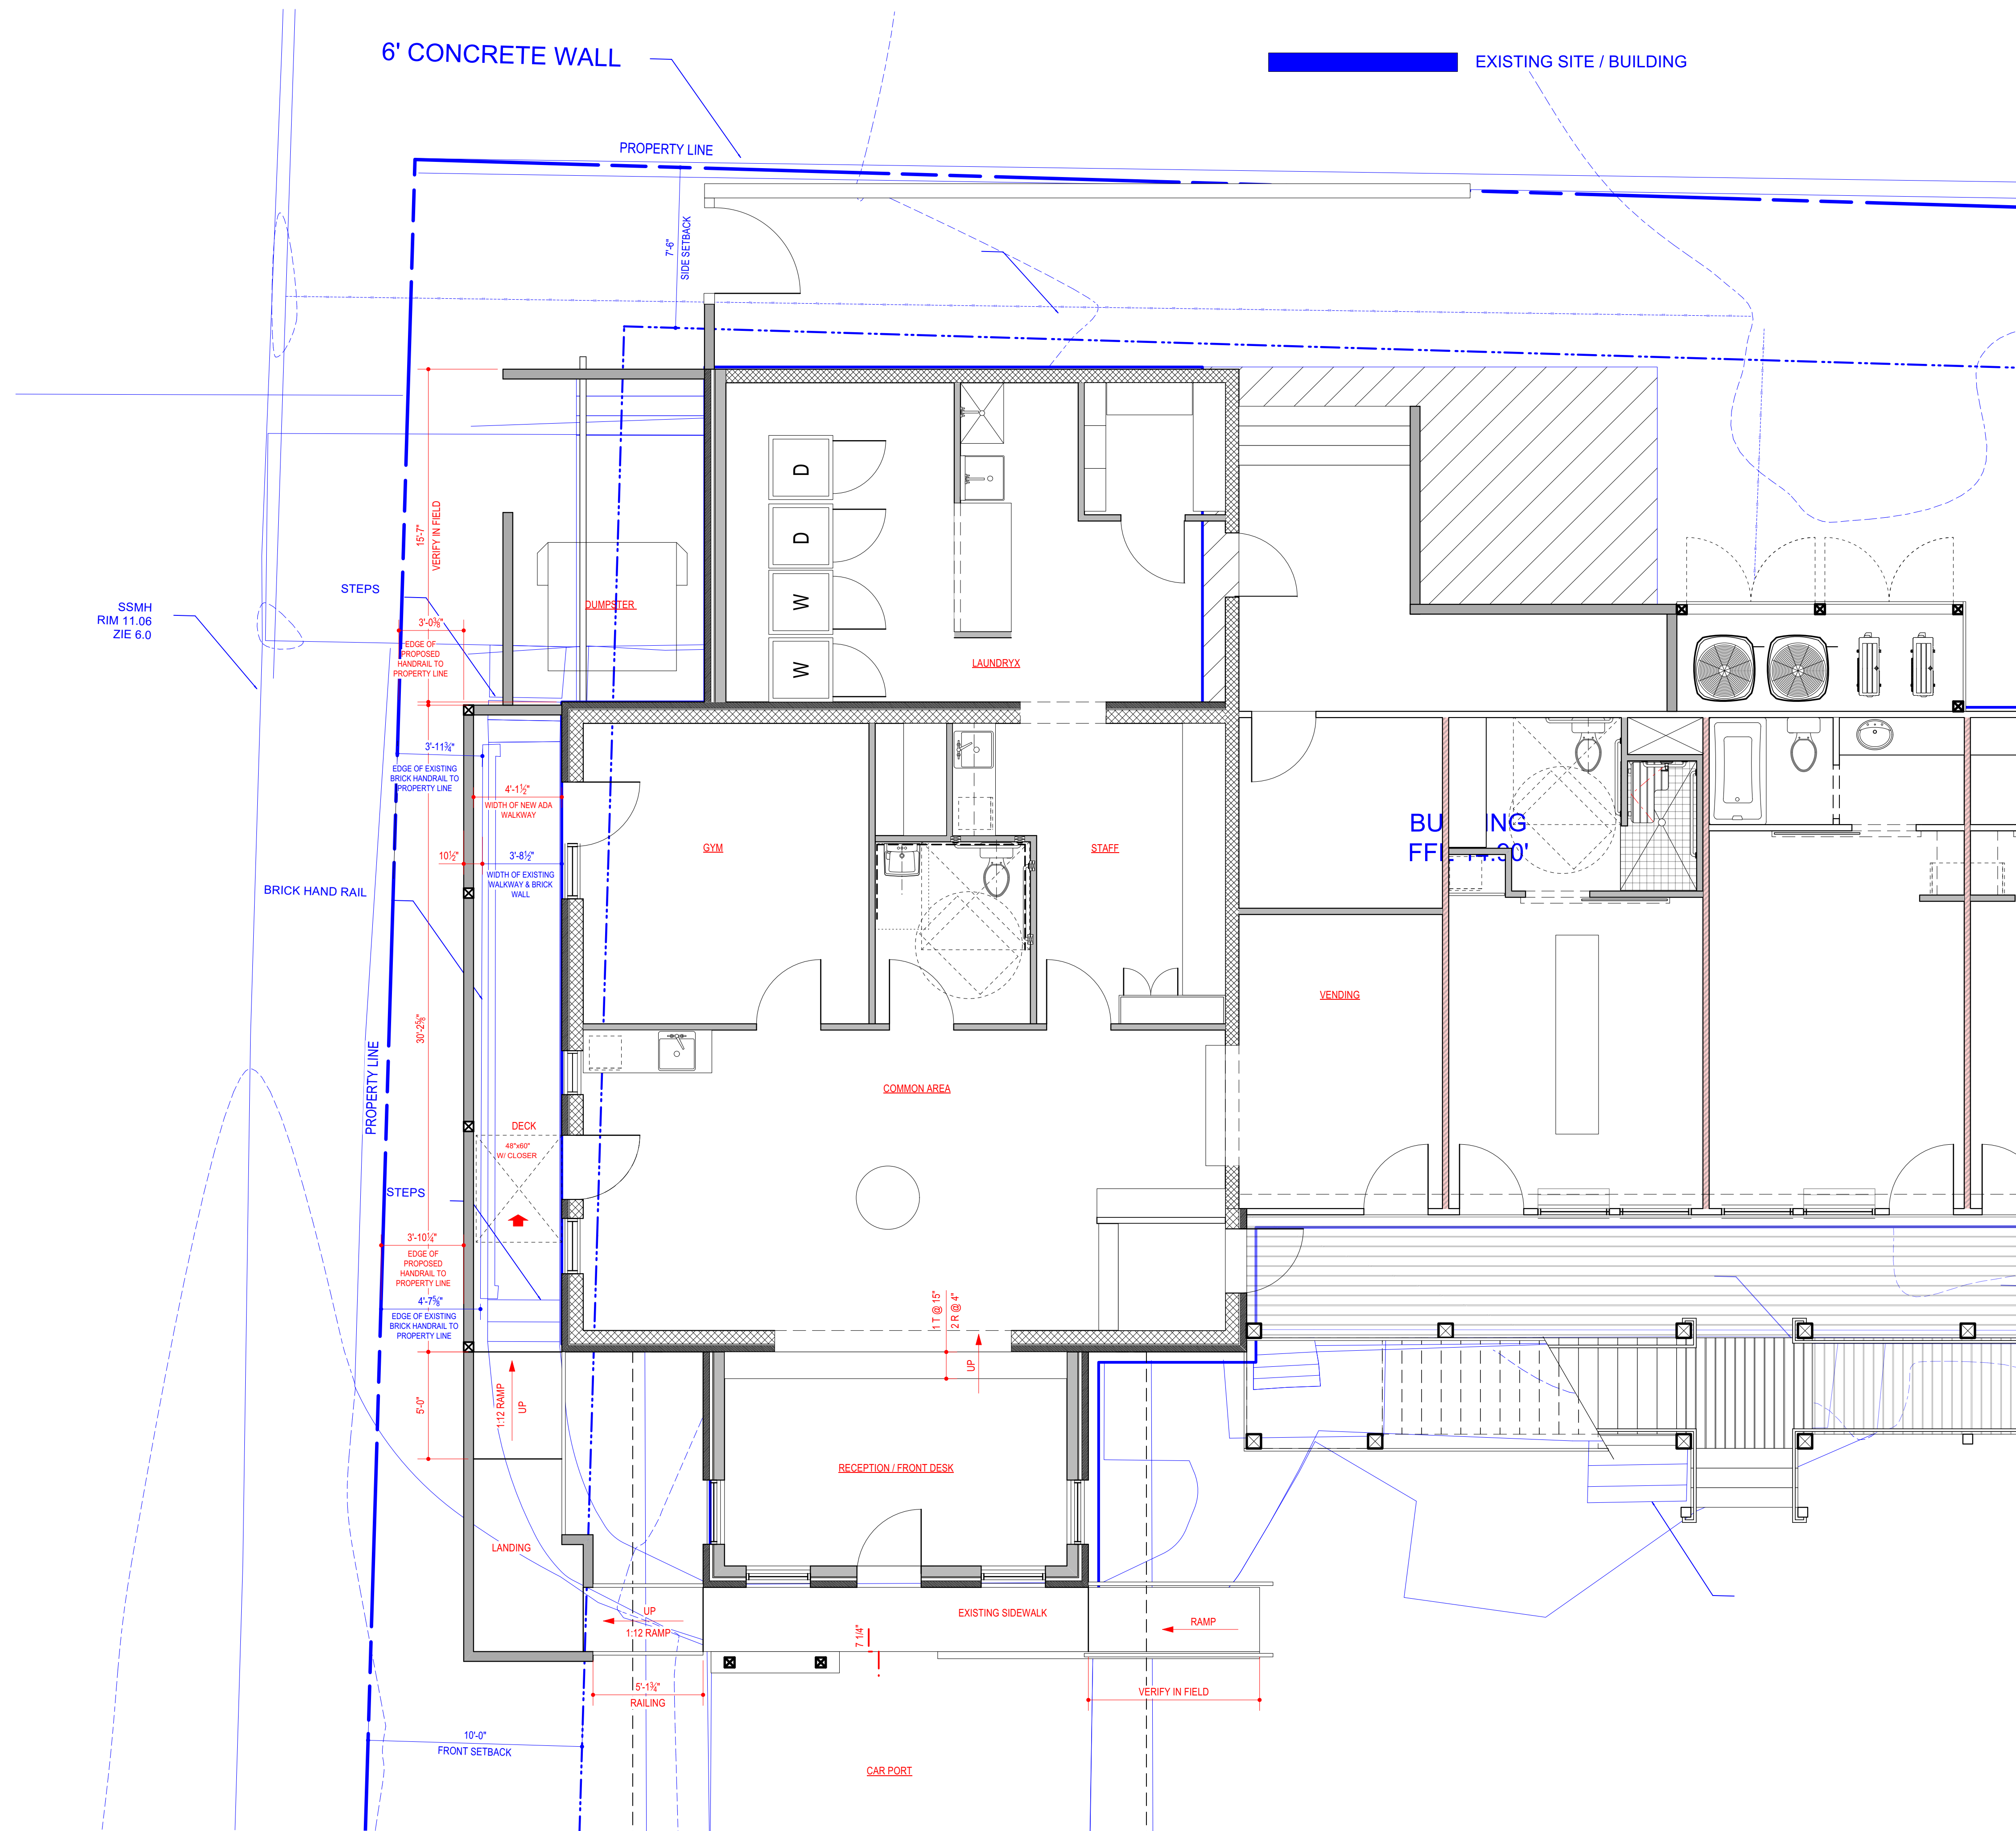 6' CONCRETE WALL
EXISTING SITE / BUILDING
PROPERTY LINE
7'-6"
SIDE SETBACK
15'-7"
VERIFY IN FIELD
STEPS
SSMH
RIM 11.06
ZIE 6.0
3'-0⅜"
EDGE OF
PROPOSED
HANDRAIL TO
PROPERTY LINE
DUMPSTER
D
D
W
W
LAUNDRYX
3'-11¾"
EDGE OF EXISTING
BRICK HANDRAIL TO
PROPERTY LINE
4'-1½"
WIDTH OF NEW ADA
WALKWAY
10½"
3'-8½"
WIDTH OF EXISTING
WALKWAY & BRICK
WALL
BRICK HAND RAIL
GYM
STAFF
FFE
VENDING
30'-2⅝"
PROPERTY LINE
COMMON AREA
DECK
48"x60"
W/ CLOSER
STEPS
3'-10¼"
EDGE OF
PROPOSED
HANDRAIL TO
PROPERTY LINE
4'-7⅝"
EDGE OF EXISTING
BRICK HANDRAIL TO
PROPERTY LINE
1 T @ 15"
2 R @ 4"
UP
5'-0"
1:12 RAMP
UP
RECEPTION / FRONT DESK
LANDING
UP
1:12 RAMP
EXISTING SIDEWALK
7 1/4"
RAMP
5'-1¾"
RAILING
VERIFY IN FIELD
10'-0"
FRONT SETBACK
CAR PORT